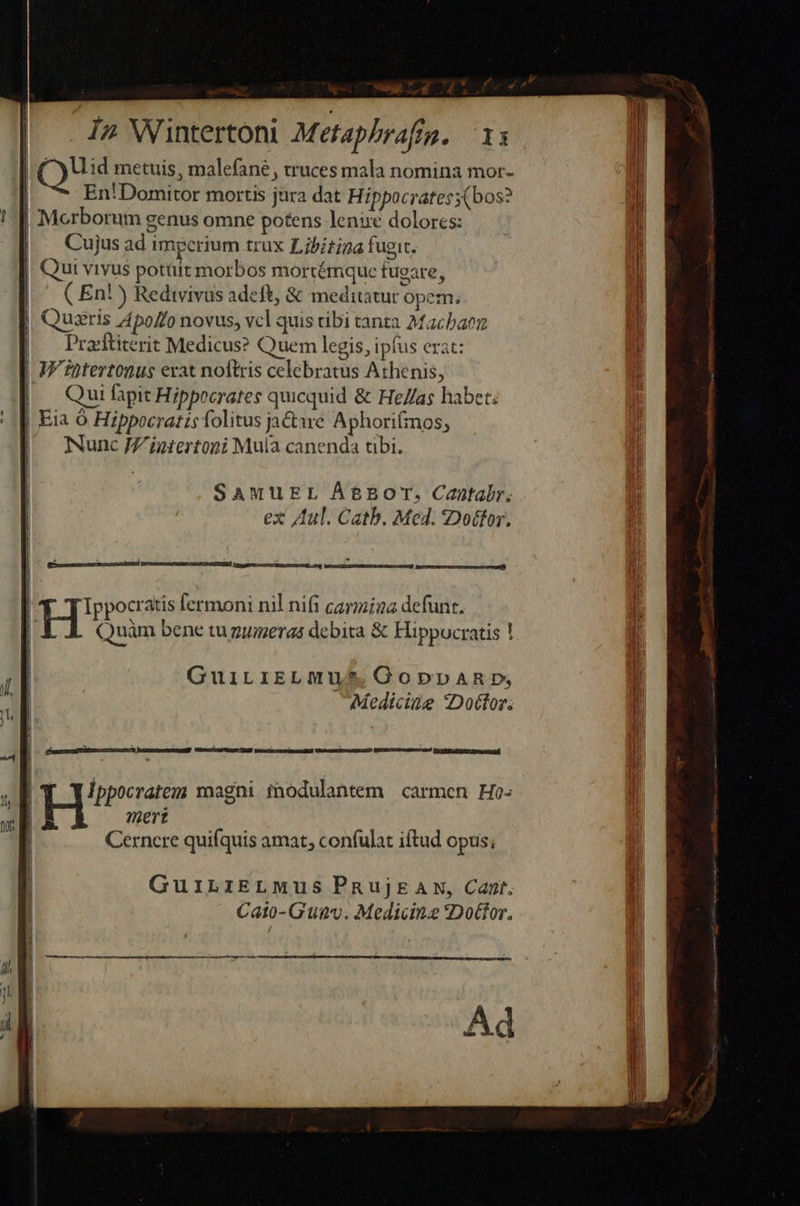 In VVintertoni Metaphraſin. 11
QUid metuis, maleſanè, truces mala nomina mor-
En! Domitor mortis jura dat Hippocrates; (bos?
Morborum genus omne potens lenire dolores:
Cujus ad imperium trux Libitina fugit.
Qui vivus potuit morbos mortémque fugare,
( En! ) Redivivus adeſt, & meditatur opem.
Quæris Apollo novus, vel quis tibi tanta Machaon
Præſtiterit Medicus? Quem legis, ipſus erat:
Wintertonus erat noſtris celebratus Athenis,
Qui ſapit Hippocrates quicquid & Hellas habet.
Eia ô Hippocratis ſolitus jactare Aphoriſmos,
Nunc Wintertoni Muſa canenda tibi.
SAMUEL ABBOT, Cantabr.
ex Aul. Cath. Med. Doctor.
HIppocratis ſermoni nil niſi carmina defunt.
Quàm bene tu numeras debita & Hippocratis !
GUILIELMUS GODDARD,
Medicinæ Doctor.
HIppocratem magni modulantem carmen Ho-
meri
Cernere quiſquis amat, conſulat iſtud opus.
GUILIELMUS PRUJEAN, Cant.
Caio-Gunv. Medicinæ Doctor.
Ad